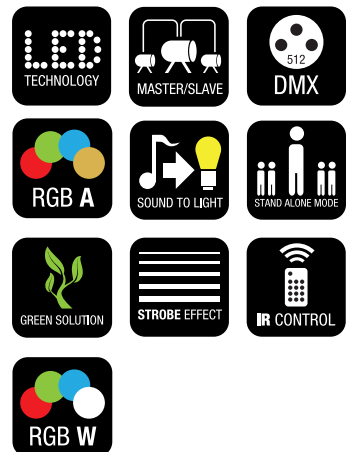 LED
TECHNOLOGY
MASTER/SLAVE
512
DMX
RGB A
SOUND TO LIGHT
STAND ALONE MODE
GREEN SOLUTION
STROBE EFFECT
IR CONTROL
RGB W